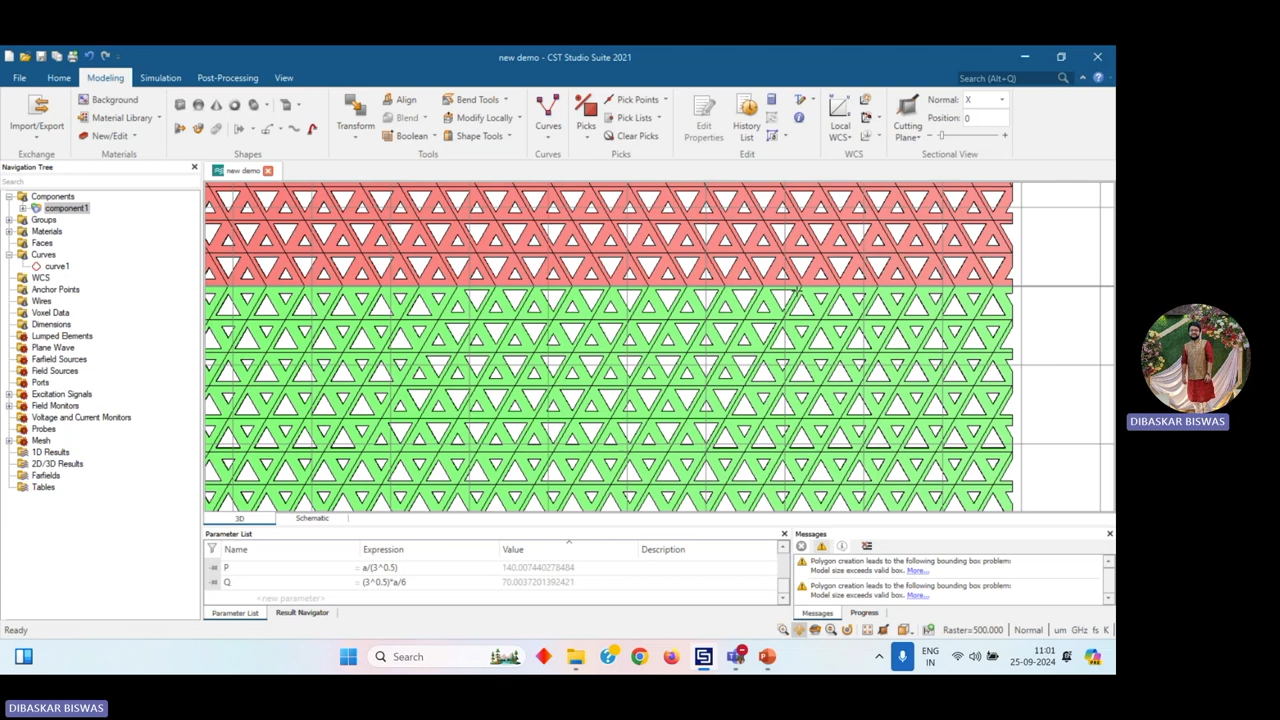 new demo - CST Studio Suite 2021
File Home Modeling Simulation Post-Processing View Search (Alt+Q)
Import/Export
Exchange
Background
Material Library
New/Edit
Materials
Shapes
Transform
Align
Blend
Boolean
Bend Tools
Modify Locally
Shape Tools
Tools
Curves
Curves
Picks
Pick Points
Pick Lists
Clear Picks
Picks
Edit
Properties
History
List
Edit
Local
WCS
WCS
Cutting
Plane
Normal: X
Position: 0
Sectional View
Navigation Tree
Search
Components
component1
Groups
Materials
Faces
Curves
curve1
WCS
Anchor Points
Wires
Voxel Data
Dimensions
Lumped Elements
Plane Wave
Farfield Sources
Field Sources
Ports
Excitation Signals
Field Monitors
Voltage and Current Monitors
Probes
Mesh
1D Results
2D/3D Results
Farfields
Tables
new demo
3D Schematic
Parameter List
Name Expression Value Description
P = a/(3^0.5) 140.007440278484
Q = (3^0.5)*a/6 70.0037201392421
<new parameter>
Parameter List Result Navigator
Messages
Polygon creation leads to the following bounding box problem:
Model size exceeds valid box. More...
Polygon creation leads to the following bounding box problem:
Model size exceeds valid box. More...
Messages Progress
Ready
Raster=500.000 Normal um GHz fs K
Search
ENG
IN
11:01
25-09-2024
DIBASKAR BISWAS
DIBASKAR BISWAS